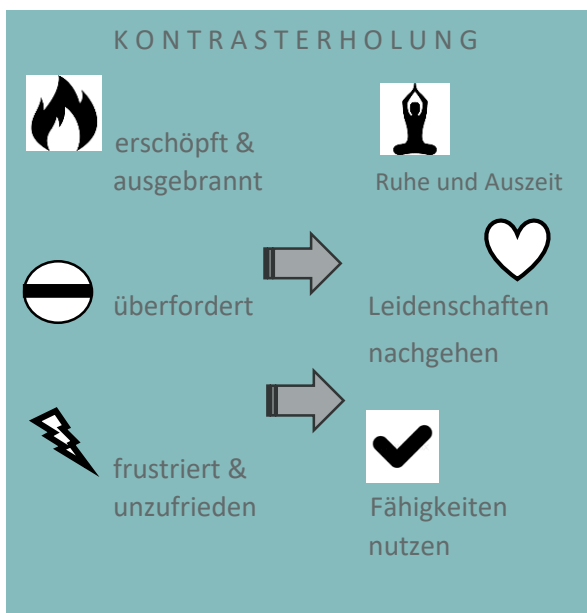 KONTRASTERHOLUNG
erschöpft &
ausgebrannt
Ruhe und Auszeit
überfordert
Leidenschaften
nachgehen
frustriert &
unzufrieden
Fähigkeiten
nutzen